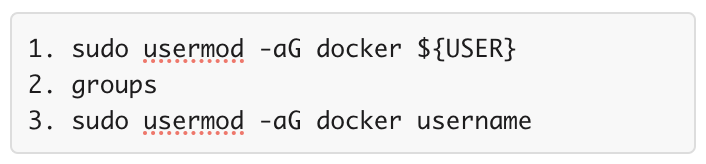 1. sudo usermod -aG docker ${USER}
2. groups
3. sudo usermod -aG docker username